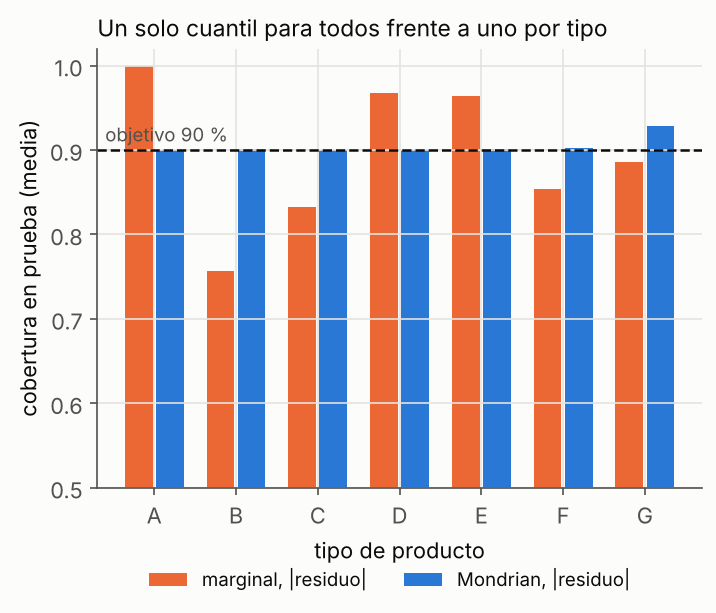 Un solo cuantil para todos frente a uno por tipo
cobertura en prueba (media)
1.0
0.9
0.8
0.7
0.6
0.5
objetivo 90 %
A B C D E F G
tipo de producto
marginal, |residuo| Mondrian, |residuo|